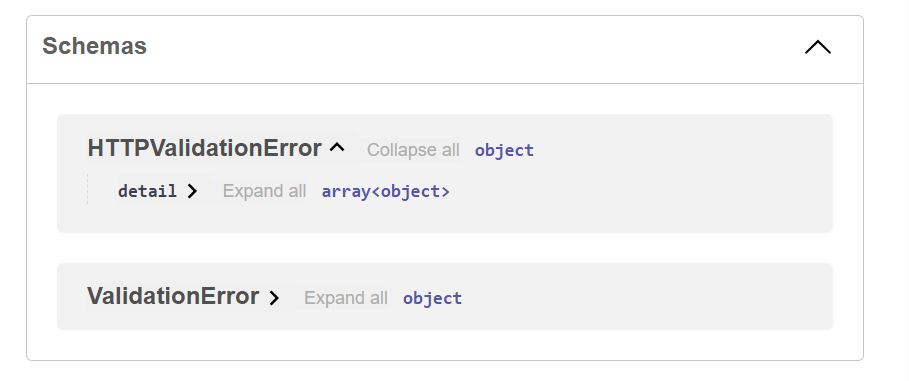 Schemas
HTTPValidationError Collapse all object
detail Expand all array<object>
ValidationError Expand all object